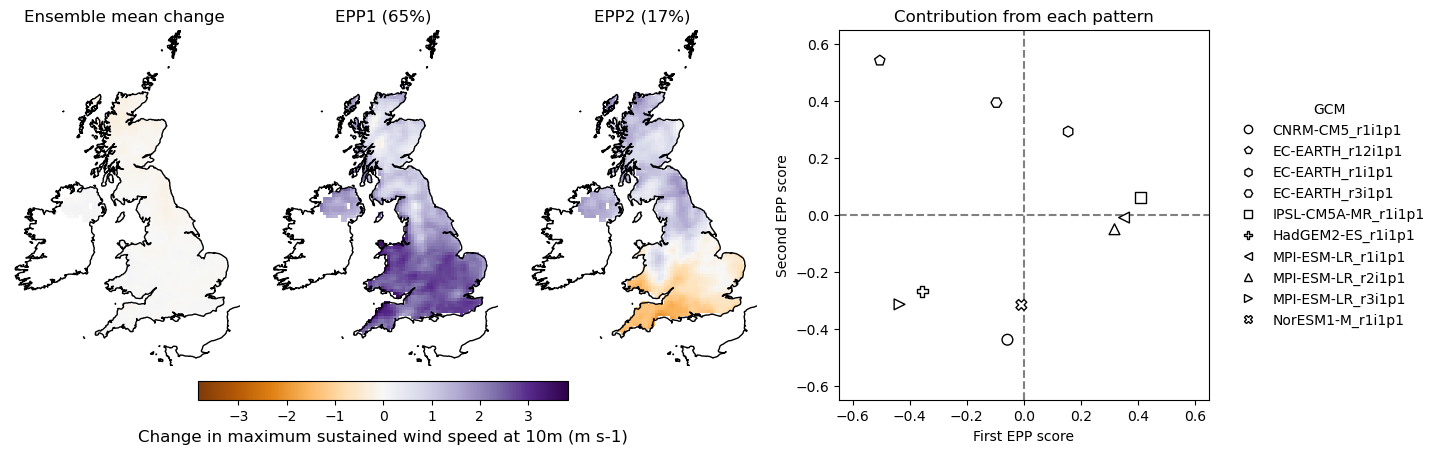 Ensemble mean change
EPP1 (65%)
EPP2 (17%)
−3
−2
−1
0
1
2
3
Change in maximum sustained wind speed at 10m (m s-1)
Contribution from each pattern
Second EPP score
0.6
0.4
0.2
0.0
−0.2
−0.4
−0.6
−0.6
−0.4
−0.2
0.0
0.2
0.4
0.6
First EPP score
GCM
CNRM-CM5_r1i1p1
EC-EARTH_r12i1p1
EC-EARTH_r1i1p1
EC-EARTH_r3i1p1
IPSL-CM5A-MR_r1i1p1
HadGEM2-ES_r1i1p1
MPI-ESM-LR_r1i1p1
MPI-ESM-LR_r2i1p1
MPI-ESM-LR_r3i1p1
NorESM1-M_r1i1p1